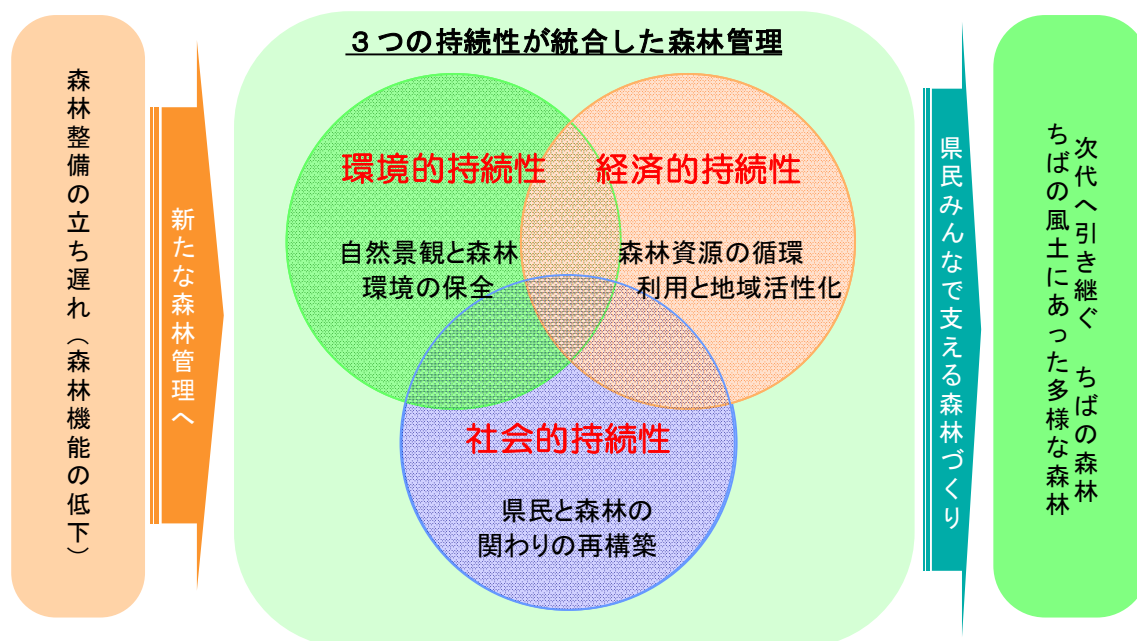 森林整備の立ち遅れ（森林機能の低下）
新たな森林管理へ
３つの持続性が統合した森林管理
環境的持続性
自然景観と森林
環境の保全
経済的持続性
森林資源の循環
利用と地域活性化
社会的持続性
県民と森林の
関わりの再構築
県民みんなで支える森林づくり
次代へ引き継ぐ　ちばの森林
ちばの風土にあった多様な森林